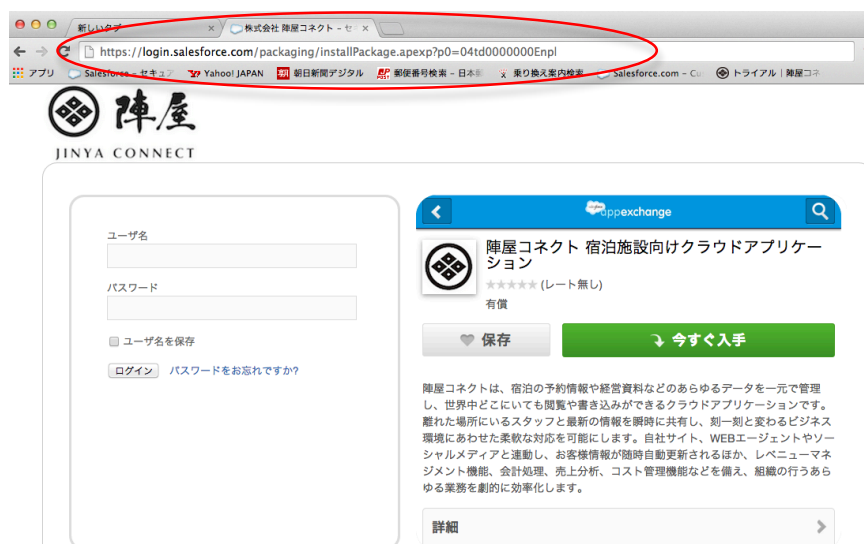 新しいタブ
株式会社 陣屋コネクト - セ
https://login.salesforce.com/packaging/installPackage.apexp?p0=04td0000000Enpl
アプリ Salesforce - セキュア Yahoo! JAPAN 朝日新聞デジタル 郵便番号検索 - 日本 乗り換え案内検索 Salesforce.com - Cu トライアル | 陣屋コネ
陣屋
JINYA CONNECT
ユーザ名
パスワード
ユーザ名を保存
ログイン パスワードをお忘れですか?
appexchange
陣屋コネクト 宿泊施設向けクラウドアプリケー
ション
(レート無し)
有償
保存 今すぐ入手
陣屋コネクトは、宿泊の予約情報や経営資料などのあらゆるデータを一元で管理
し、世界中どこにいても閲覧や書き込みができるクラウドアプリケーションです。
離れた場所にいるスタッフと最新の情報を瞬時に共有し、刻一刻と変わるビジネス
環境にあわせた柔軟な対応を可能にします。自社サイト、WEBエージェントやソー
シャルメディアと連動し、お客様情報が随時自動更新されるほか、レベニューマネ
ジメント機能、会計処理、売上分析、コスト管理機能などを備え、組織の行うあら
ゆる業務を劇的に効率化します。
詳細